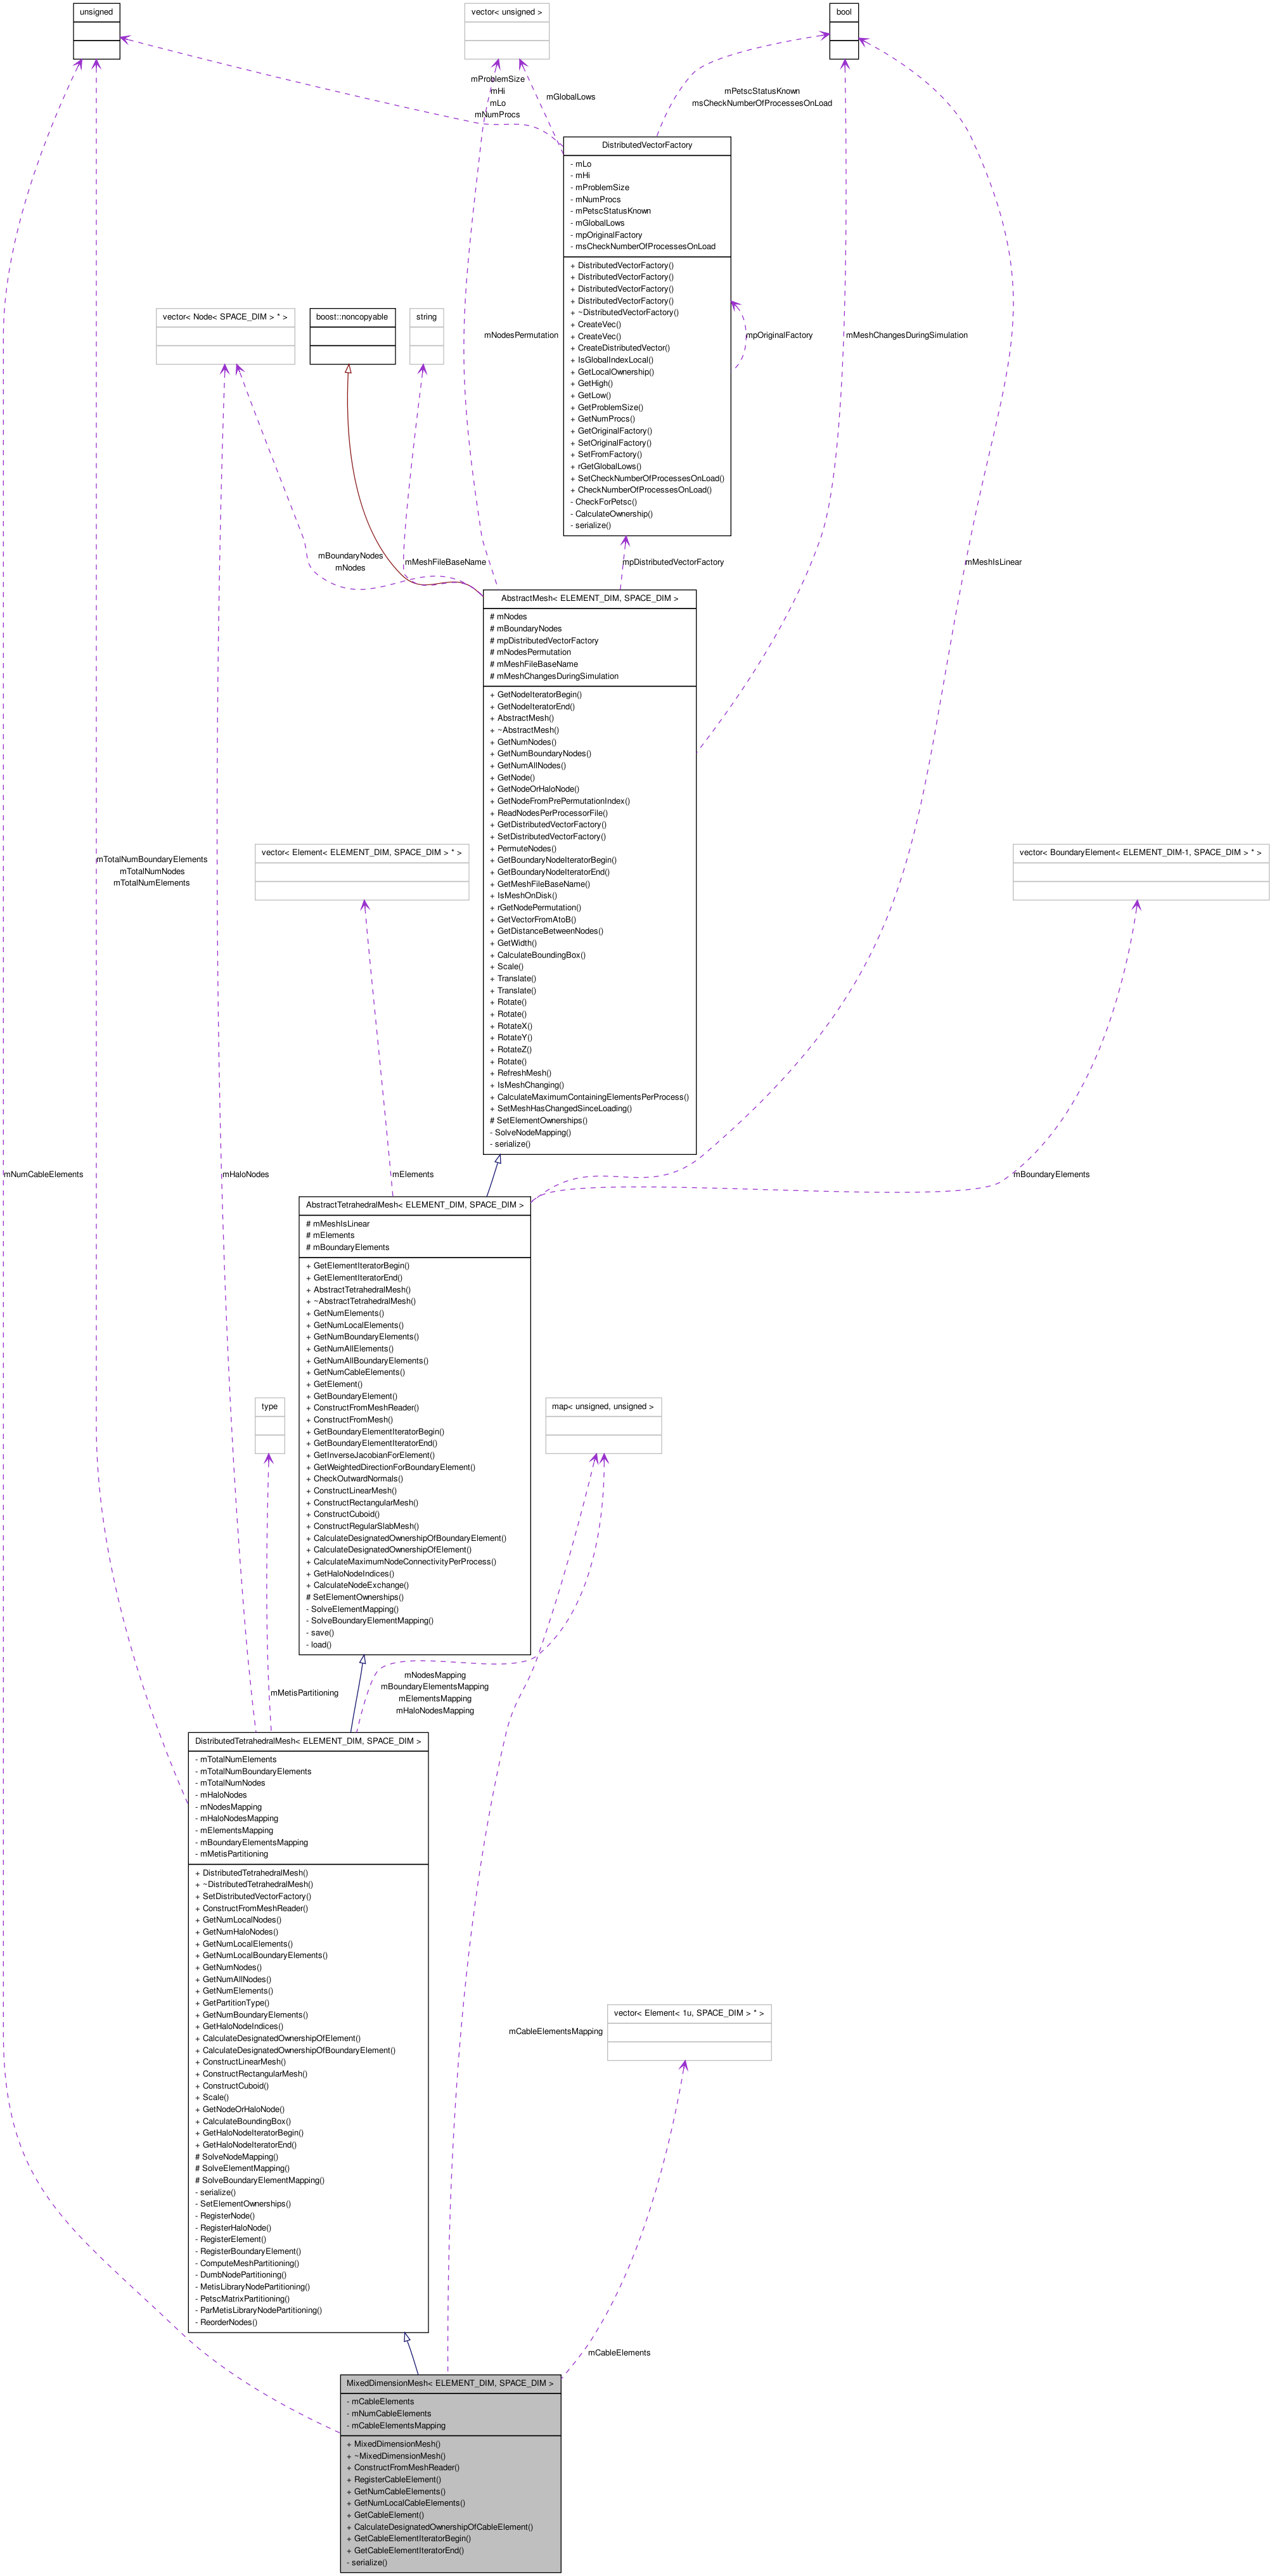 unsigned
vector< unsigned >
bool
mProblemSize
mHi
mLo
mNumProcs
mGlobalLows
mPetscStatusKnown
msCheckNumberOfProcessesOnLoad
DistributedVectorFactory
- mLo
- mHi
- mProblemSize
- mNumProcs
- mPetscStatusKnown
- mGlobalLows
- mpOriginalFactory
- msCheckNumberOfProcessesOnLoad
+ DistributedVectorFactory()
+ DistributedVectorFactory()
+ DistributedVectorFactory()
+ DistributedVectorFactory()
+ ~DistributedVectorFactory()
+ CreateVec()
+ CreateVec()
+ CreateDistributedVector()
+ IsGlobalIndexLocal()
+ GetLocalOwnership()
+ GetHigh()
+ GetLow()
+ GetProblemSize()
+ GetNumProcs()
+ GetOriginalFactory()
+ SetOriginalFactory()
+ SetFromFactory()
+ rGetGlobalLows()
+ SetCheckNumberOfProcessesOnLoad()
+ CheckNumberOfProcessesOnLoad()
- CheckForPetsc()
- CalculateOwnership()
- serialize()
vector< Node< SPACE_DIM > * >
boost::noncopyable
string
mNodesPermutation
mpOriginalFactory
mMeshChangesDuringSimulation
mBoundaryNodes
mNodes
mMeshFileBaseName
mpDistributedVectorFactory
mMeshIsLinear
AbstractMesh< ELEMENT_DIM, SPACE_DIM >
# mNodes
# mBoundaryNodes
# mpDistributedVectorFactory
# mNodesPermutation
# mMeshFileBaseName
# mMeshChangesDuringSimulation
+ GetNodeIteratorBegin()
+ GetNodeIteratorEnd()
+ AbstractMesh()
+ ~AbstractMesh()
+ GetNumNodes()
+ GetNumBoundaryNodes()
+ GetNumAllNodes()
+ GetNode()
+ GetNodeOrHaloNode()
+ GetNodeFromPrePermutationIndex()
+ ReadNodesPerProcessorFile()
+ GetDistributedVectorFactory()
+ SetDistributedVectorFactory()
+ PermuteNodes()
+ GetBoundaryNodeIteratorBegin()
+ GetBoundaryNodeIteratorEnd()
+ GetMeshFileBaseName()
+ IsMeshOnDisk()
+ rGetNodePermutation()
+ GetVectorFromAtoB()
+ GetDistanceBetweenNodes()
+ GetWidth()
+ CalculateBoundingBox()
+ Scale()
+ Translate()
+ Translate()
+ Rotate()
+ Rotate()
+ RotateX()
+ RotateY()
+ RotateZ()
+ Rotate()
+ RefreshMesh()
+ IsMeshChanging()
+ CalculateMaximumContainingElementsPerProcess()
+ SetMeshHasChangedSinceLoading()
# SetElementOwnerships()
- SolveNodeMapping()
- serialize()
vector< Element< ELEMENT_DIM, SPACE_DIM > * >
vector< BoundaryElement< ELEMENT_DIM-1, SPACE_DIM > * >
mTotalNumBoundaryElements
mTotalNumNodes
mTotalNumElements
mNumCableElements
mHaloNodes
mElements
mBoundaryElements
AbstractTetrahedralMesh< ELEMENT_DIM, SPACE_DIM >
# mMeshIsLinear
# mElements
# mBoundaryElements
+ GetElementIteratorBegin()
+ GetElementIteratorEnd()
+ AbstractTetrahedralMesh()
+ ~AbstractTetrahedralMesh()
+ GetNumElements()
+ GetNumLocalElements()
+ GetNumBoundaryElements()
+ GetNumAllElements()
+ GetNumAllBoundaryElements()
+ GetNumCableElements()
+ GetElement()
+ GetBoundaryElement()
+ ConstructFromMeshReader()
+ ConstructFromMesh()
+ GetBoundaryElementIteratorBegin()
+ GetBoundaryElementIteratorEnd()
+ GetInverseJacobianForElement()
+ GetWeightedDirectionForBoundaryElement()
+ CheckOutwardNormals()
+ ConstructLinearMesh()
+ ConstructRectangularMesh()
+ ConstructCuboid()
+ ConstructRegularSlabMesh()
+ CalculateDesignatedOwnershipOfBoundaryElement()
+ CalculateDesignatedOwnershipOfElement()
+ CalculateMaximumNodeConnectivityPerProcess()
+ GetHaloNodeIndices()
+ CalculateNodeExchange()
# SetElementOwnerships()
- SolveElementMapping()
- SolveBoundaryElementMapping()
- save()
- load()
type
map< unsigned, unsigned >
mMetisPartitioning
mNodesMapping
mBoundaryElementsMapping
mElementsMapping
mHaloNodesMapping
DistributedTetrahedralMesh< ELEMENT_DIM, SPACE_DIM >
- mTotalNumElements
- mTotalNumBoundaryElements
- mTotalNumNodes
- mHaloNodes
- mNodesMapping
- mHaloNodesMapping
- mElementsMapping
- mBoundaryElementsMapping
- mMetisPartitioning
+ DistributedTetrahedralMesh()
+ ~DistributedTetrahedralMesh()
+ SetDistributedVectorFactory()
+ ConstructFromMeshReader()
+ GetNumLocalNodes()
+ GetNumHaloNodes()
+ GetNumLocalElements()
+ GetNumLocalBoundaryElements()
+ GetNumNodes()
+ GetNumAllNodes()
+ GetNumElements()
+ GetPartitionType()
+ GetNumBoundaryElements()
+ GetHaloNodeIndices()
+ CalculateDesignatedOwnershipOfElement()
+ CalculateDesignatedOwnershipOfBoundaryElement()
+ ConstructLinearMesh()
+ ConstructRectangularMesh()
+ ConstructCuboid()
+ Scale()
+ GetNodeOrHaloNode()
+ CalculateBoundingBox()
+ GetHaloNodeIteratorBegin()
+ GetHaloNodeIteratorEnd()
# SolveNodeMapping()
# SolveElementMapping()
# SolveBoundaryElementMapping()
- serialize()
- SetElementOwnerships()
- RegisterNode()
- RegisterHaloNode()
- RegisterElement()
- RegisterBoundaryElement()
- ComputeMeshPartitioning()
- DumbNodePartitioning()
- MetisLibraryNodePartitioning()
- PetscMatrixPartitioning()
- ParMetisLibraryNodePartitioning()
- ReorderNodes()
vector< Element< 1u, SPACE_DIM > * >
mCableElementsMapping
mCableElements
MixedDimensionMesh< ELEMENT_DIM, SPACE_DIM >
- mCableElements
- mNumCableElements
- mCableElementsMapping
+ MixedDimensionMesh()
+ ~MixedDimensionMesh()
+ ConstructFromMeshReader()
+ RegisterCableElement()
+ GetNumCableElements()
+ GetNumLocalCableElements()
+ GetCableElement()
+ CalculateDesignatedOwnershipOfCableElement()
+ GetCableElementIteratorBegin()
+ GetCableElementIteratorEnd()
- serialize()